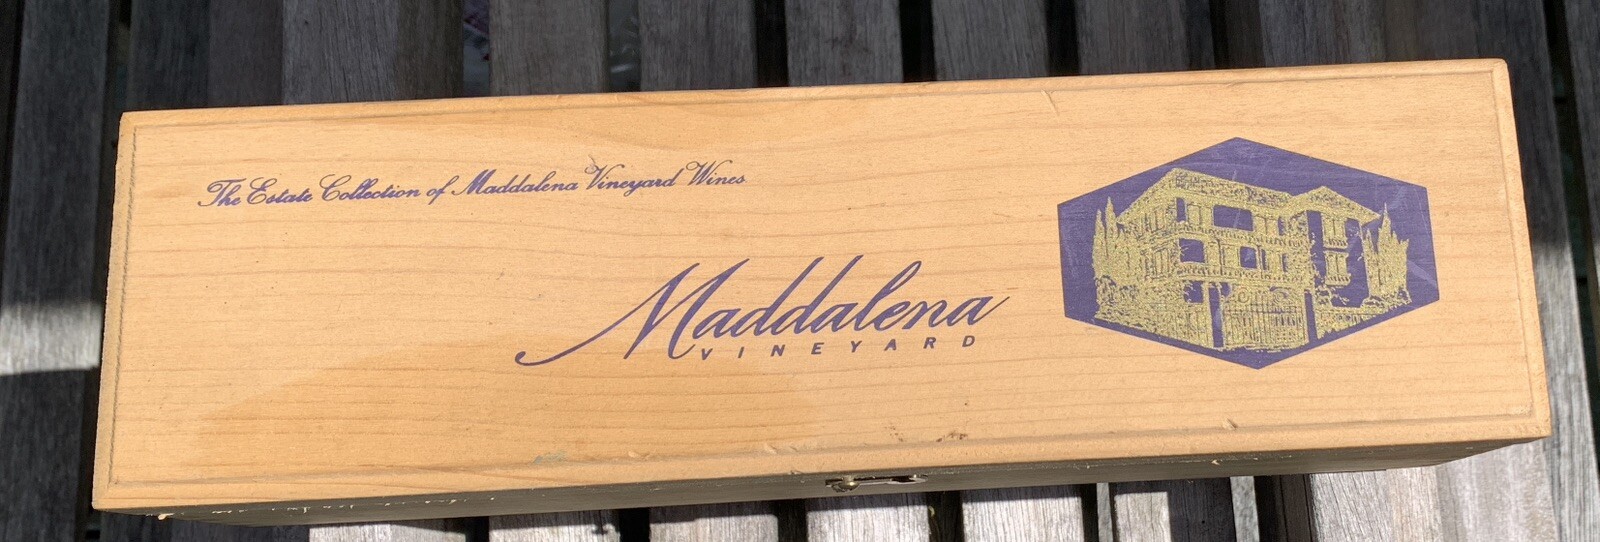 The Estate Collection of Maddalena Vineyard Wines
Maddalena
VINEYARD